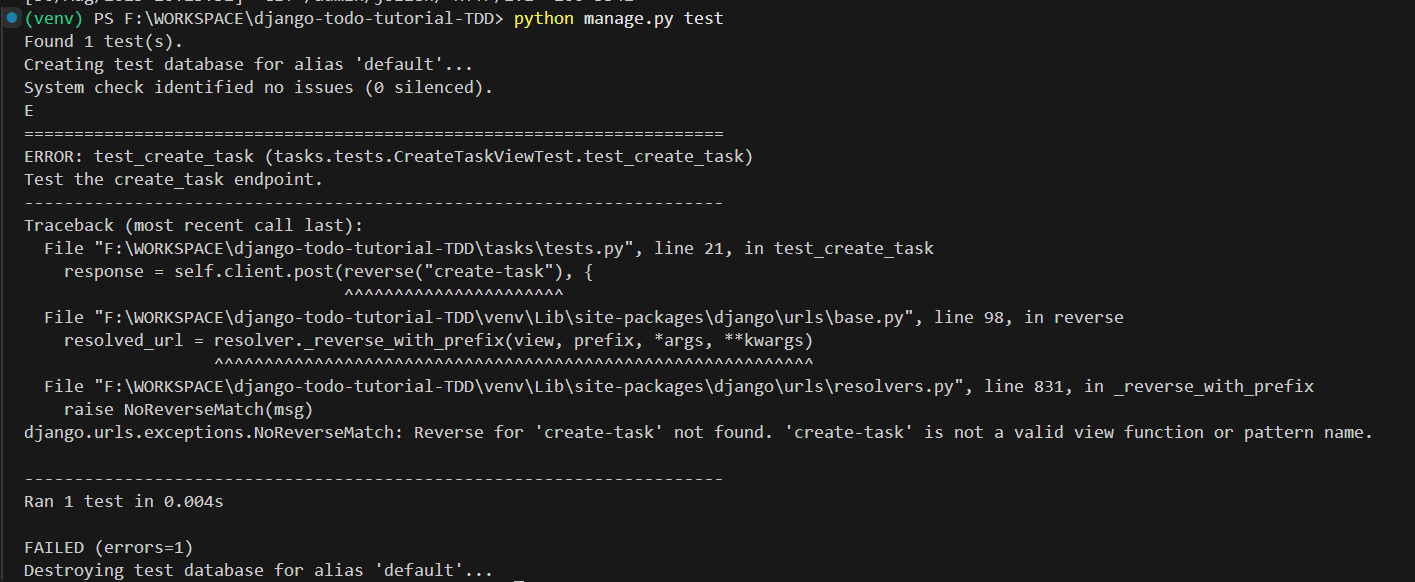 (venv) PS F:\WORKSPACE\django-todo-tutorial-TDD> python manage.py test
Found 1 test(s).
Creating test database for alias 'default'...
System check identified no issues (0 silenced).
E
======================================================================
ERROR: test_create_task (tasks.tests.CreateTaskViewTest.test_create_task)
Test the create_task endpoint.
----------------------------------------------------------------------
Traceback (most recent call last):
  File "F:\WORKSPACE\django-todo-tutorial-TDD\tasks\tests.py", line 21, in test_create_task
    response = self.client.post(reverse("create-task"), {
                                ^^^^^^^^^^^^^^^^^^^^^^
  File "F:\WORKSPACE\django-todo-tutorial-TDD\venv\Lib\site-packages\django\urls\base.py", line 98, in reverse
    resolved_url = resolver._reverse_with_prefix(view, prefix, *args, **kwargs)
                   ^^^^^^^^^^^^^^^^^^^^^^^^^^^^^^^^^^^^^^^^^^^^^^^^^^^^^^^^^^^^
  File "F:\WORKSPACE\django-todo-tutorial-TDD\venv\Lib\site-packages\django\urls\resolvers.py", line 831, in _reverse_with_prefix
    raise NoReverseMatch(msg)
django.urls.exceptions.NoReverseMatch: Reverse for 'create-task' not found. 'create-task' is not a valid view function or pattern name.

----------------------------------------------------------------------
Ran 1 test in 0.004s

FAILED (errors=1)
Destroying test database for alias 'default'...